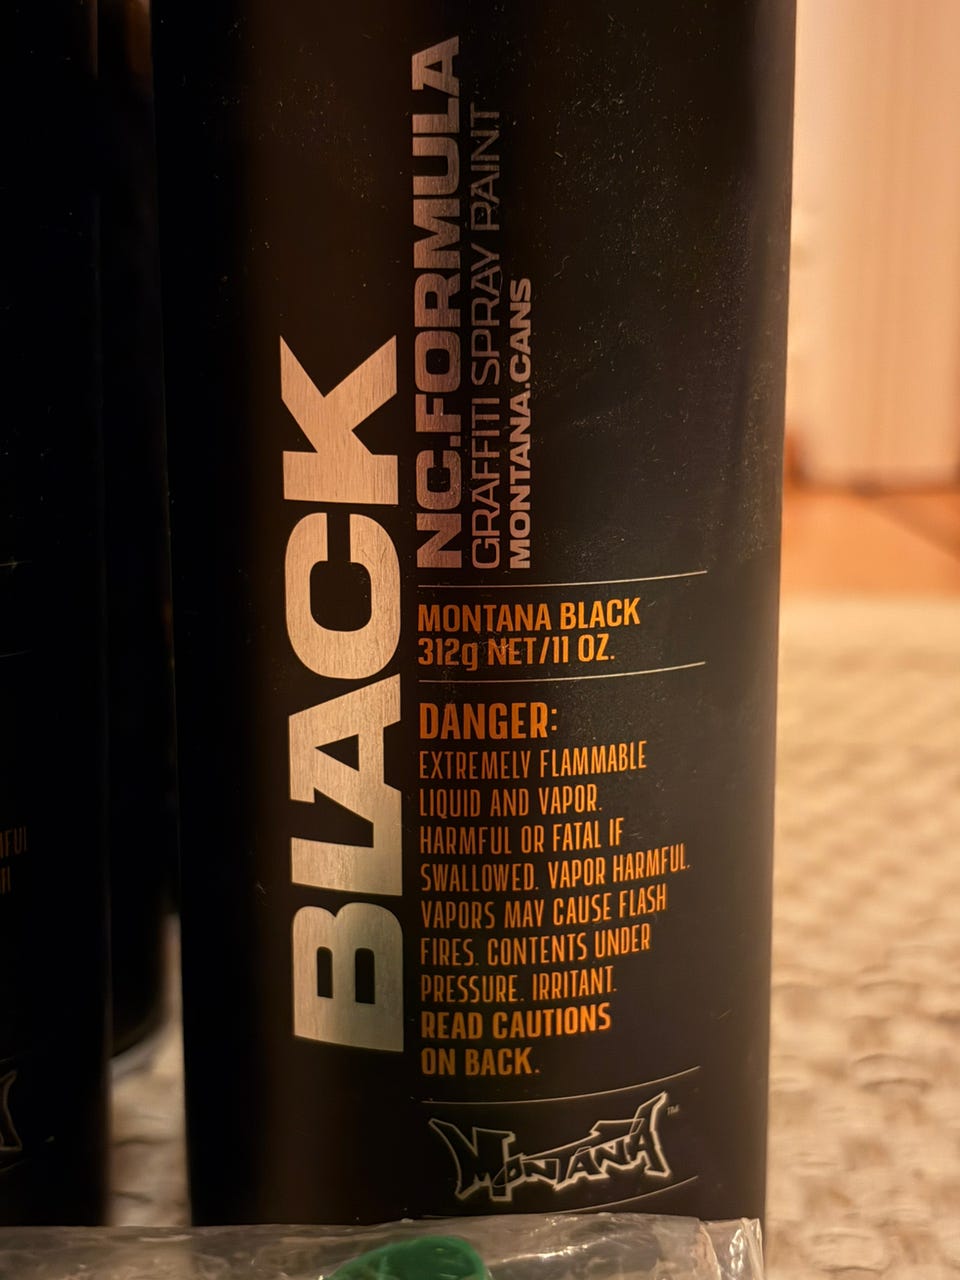 BLACK
NC.FORMULA
GRAFFITI SPRAY PAINT
MONTANA.CANS
MONTANA BLACK
312g NET/11 OZ.
DANGER:
EXTREMELY FLAMMABLE
LIQUID AND VAPOR.
HARMFUL OR FATAL IF
SWALLOWED. VAPOR HARMFUL.
VAPORS MAY CAUSE FLASH
FIRES. CONTENTS UNDER
PRESSURE. IRRITANT.
READ CAUTIONS
ON BACK.
MONTANA™